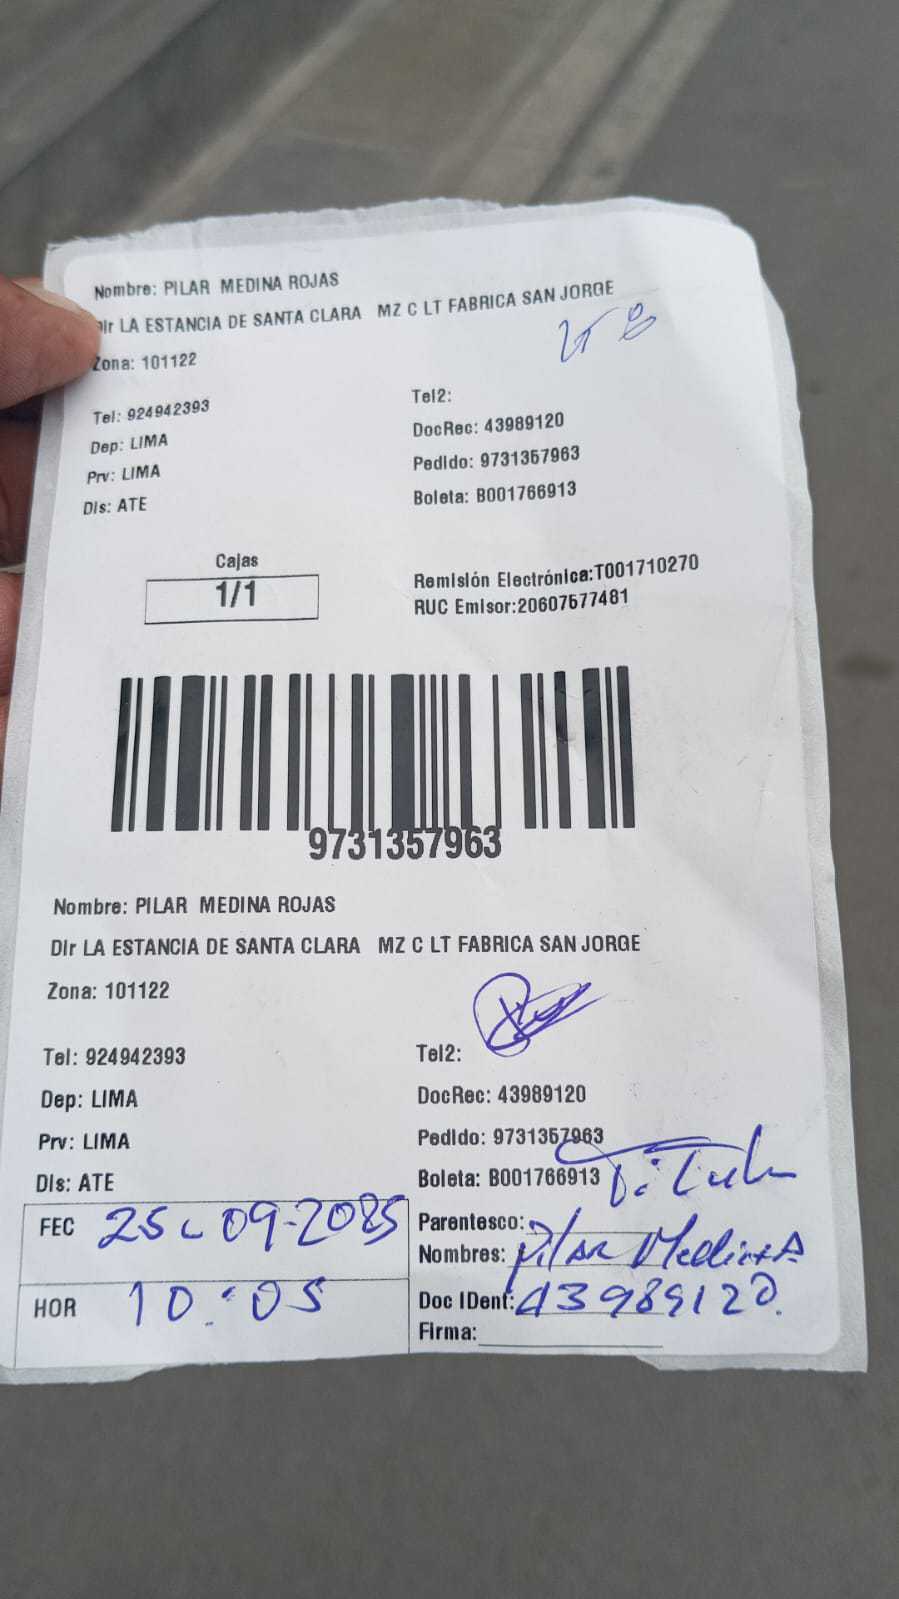 Nombre: PILAR MEDINA ROJAS
Dir LA ESTANCIA DE SANTA CLARA MZ C LT FABRICA SAN JORGE
LT 8
Zona: 101122
Tel: 924942393
Tel2:
Dep: LIMA
DocRec: 43989120
Prv: LIMA
Pedido: 9731357963
Dis: ATE
Boleta: B001766913
Cajas
1/1
Remisión Electrónica:T001710270
RUC Emisor:20607577481
9731357963
Nombre: PILAR MEDINA ROJAS
Dir LA ESTANCIA DE SANTA CLARA MZ C LT FABRICA SAN JORGE
Zona: 101122
Tel: 924942393
Tel2:
Dep: LIMA
DocRec: 43989120
Prv: LIMA
Pedido: 9731357963
Dis: ATE
Boleta: B001766913
Titular
FEC 25-09-2025
Parentesco:
Nombres: Pilar Medina
HOR 10:05
Doc IDent: 43989120
Firma: